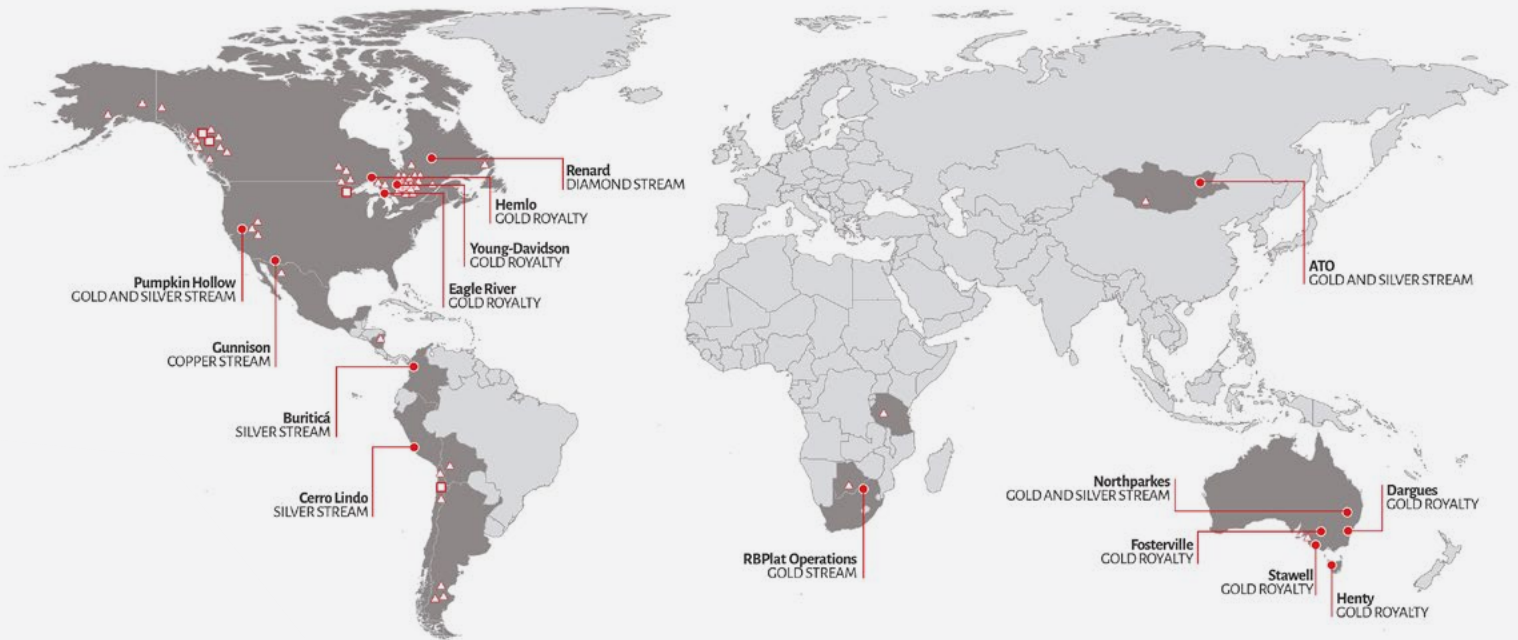 Renard
DIAMOND STREAM
Hemlo
GOLD ROYALTY
Young-Davidson
GOLD ROYALTY
Eagle River
GOLD ROYALTY
Pumpkin Hollow
GOLD AND SILVER STREAM
Gunnison
COPPER STREAM
Buriticá
SILVER STREAM
Cerro Lindo
SILVER STREAM
RBPlat Operations
GOLD STREAM
ATO
GOLD AND SILVER STREAM
Northparkes
GOLD AND SILVER STREAM
Dargues
GOLD ROYALTY
Fosterville
GOLD ROYALTY
Stawell
GOLD ROYALTY
Henty
GOLD ROYALTY